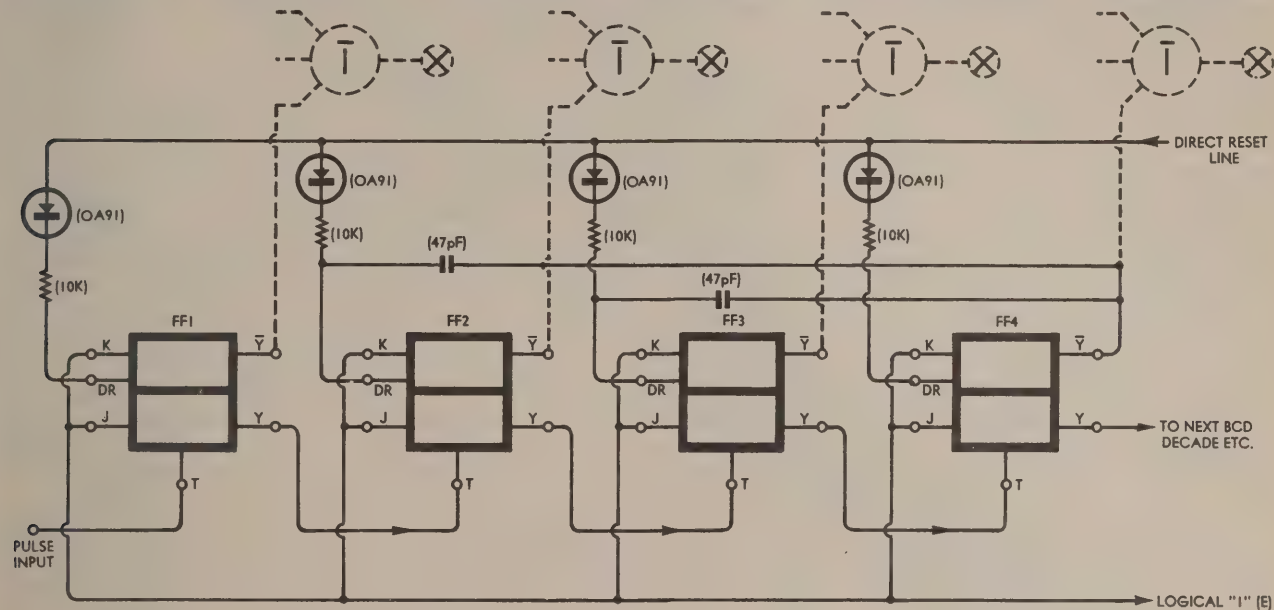 Ī
Ī
Ī
Ī
DIRECT RESET
LINE
(OA91)
(OA91)
(OA91)
(OA91)
(10K)
(10K)
(10K)
(10K)
(47pF)
(47pF)
FF1
FF2
FF3
FF4
K
Y̅
DR
J
Y
T
K
Y̅
DR
J
Y
T
K
Y̅
DR
J
Y
T
K
Y̅
DR
J
Y
T
TO NEXT BCD
DECADE ETC.
PULSE
INPUT
LOGICAL "1" (E)